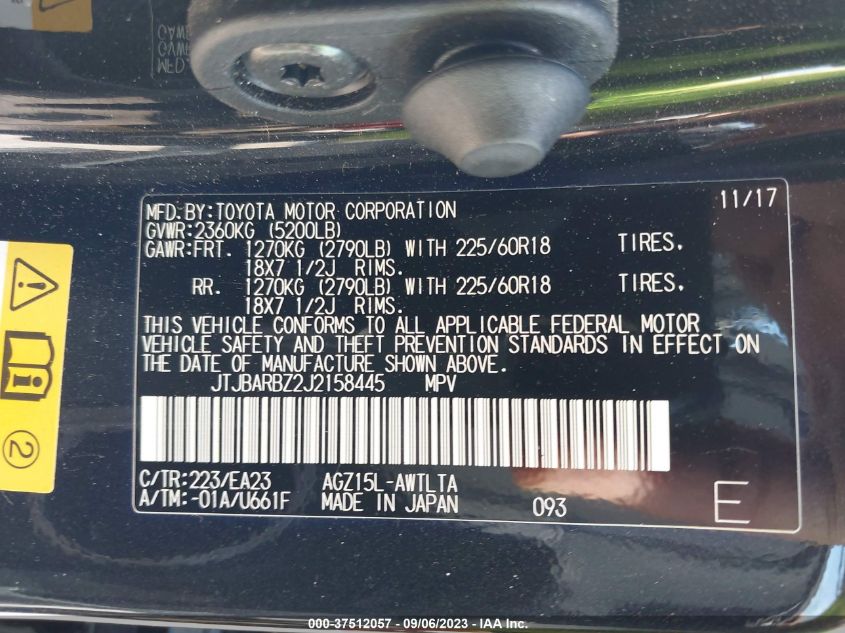 MFD.BY:TOYOTA MOTOR CORPORATION 11/17
GVWR:2360KG (5200LB)
GAWR:FRT. 1270KG (2790LB) WITH 225/60R18 TIRES,
18X7 1/2J RIMS.
RR. 1270KG (2790LB) WITH 225/60R18 TIRES,
18X7 1/2J RIMS.
THIS VEHICLE CONFORMS TO ALL APPLICABLE FEDERAL MOTOR
VEHICLE SAFETY AND THEFT PREVENTION STANDARDS IN EFFECT ON
THE DATE OF MANUFACTURE SHOWN ABOVE.
JTJBARBZ2J2158445 MPV
C/TR:223/EA23 AGZ15L-AWTLTA
A/TM:-01A/U661F MADE IN JAPAN 093 E
2
000-37512057 - 09/06/2023 - IAA Inc.